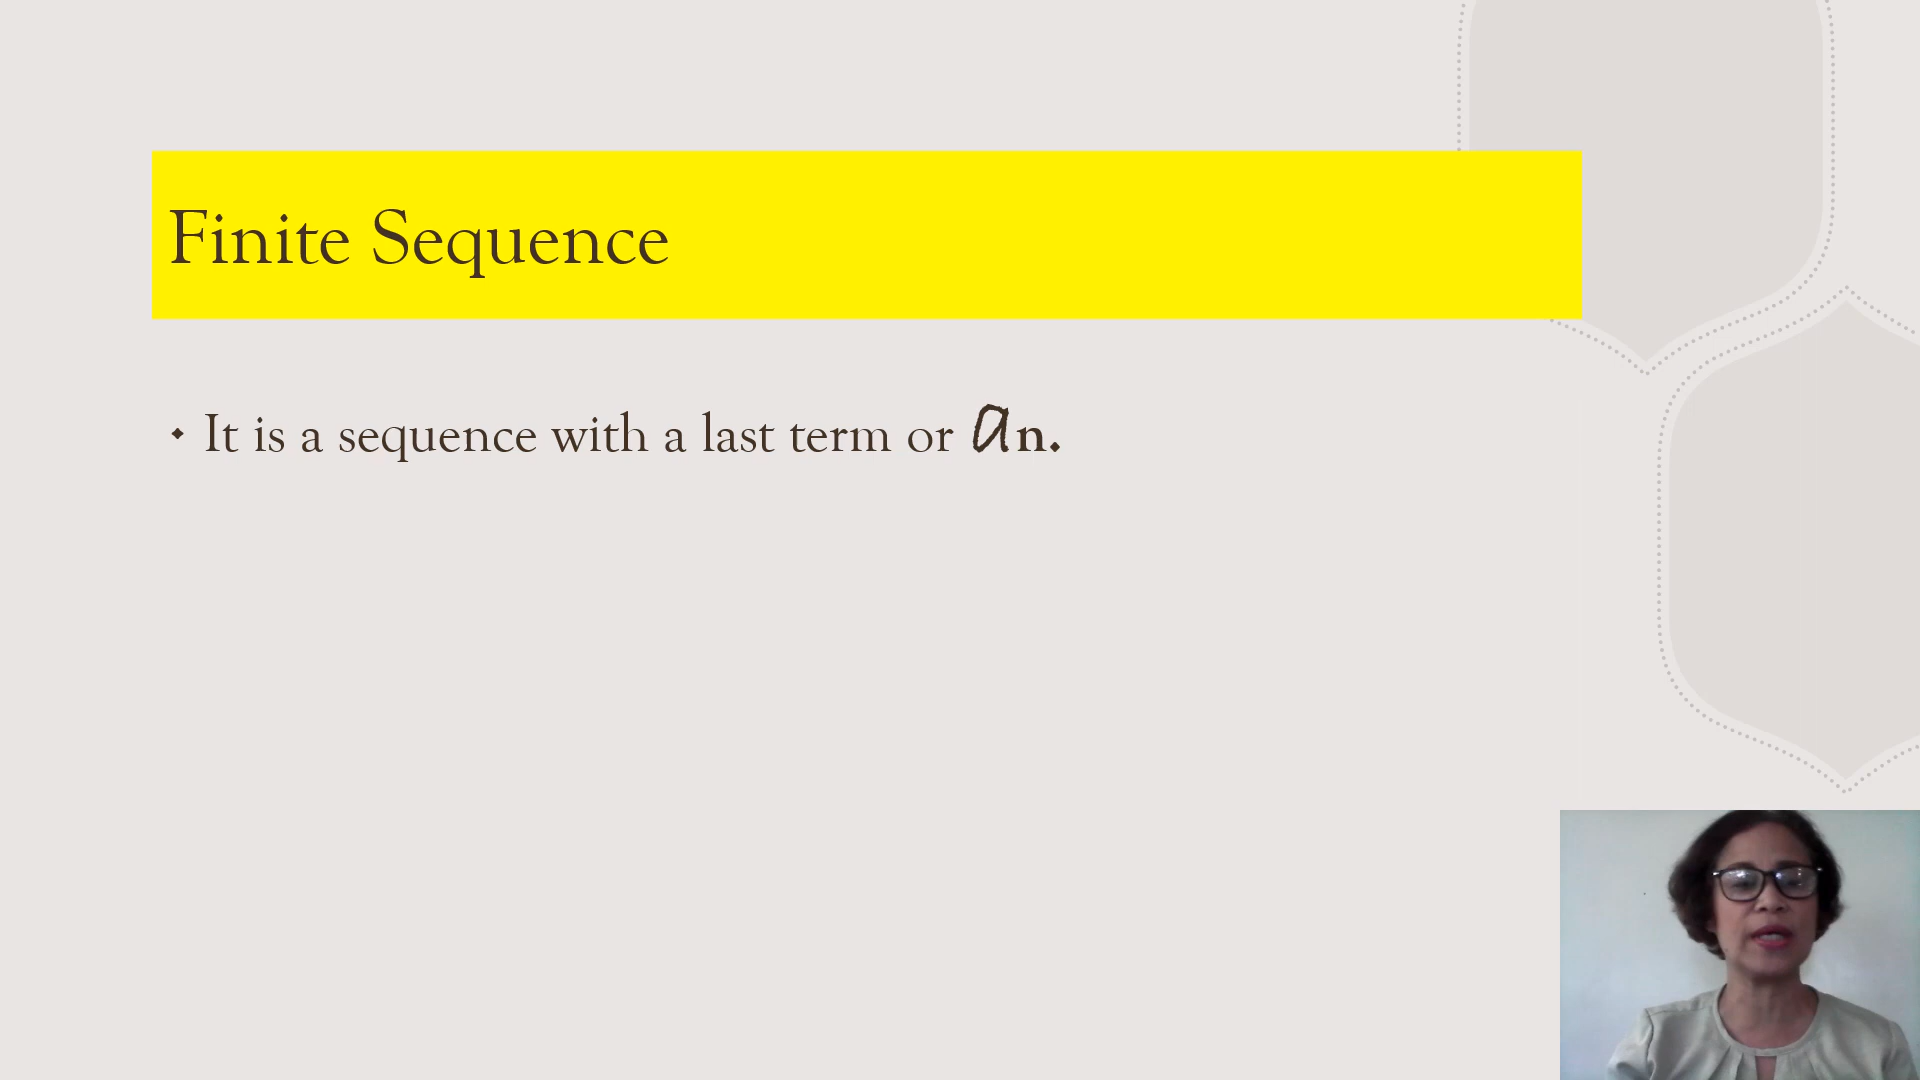 Finite Sequence
It is a sequence with a last term or an.